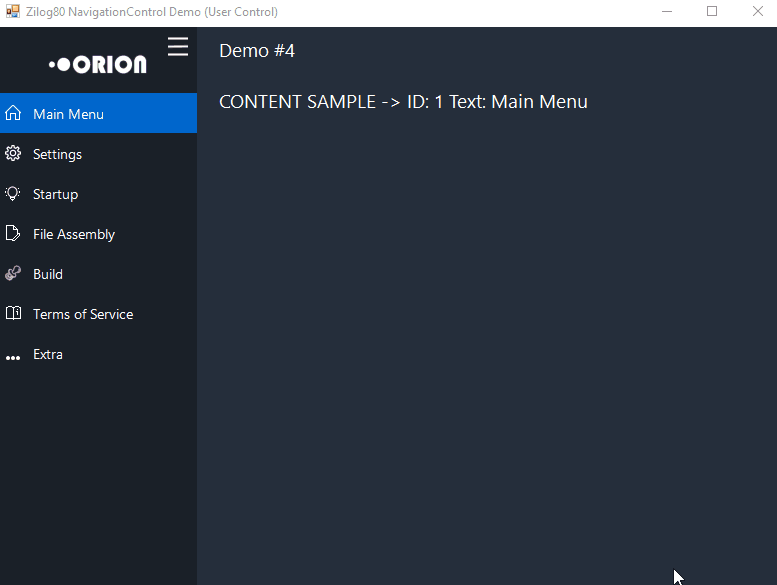 Zilog80 NavigationControl Demo (User Control)
ORION
Demo #4
CONTENT SAMPLE -> ID: 1 Text: Main Menu
Main Menu
Settings
Startup
File Assembly
Build
Terms of Service
Extra